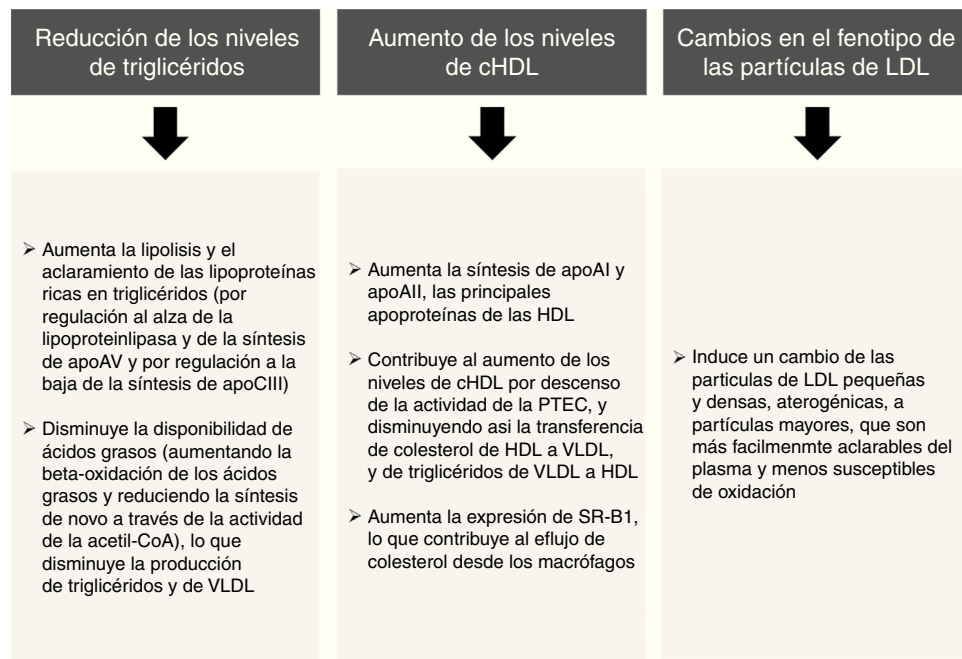 Reducción de los niveles
de triglicéridos
Aumento de los niveles
de cHDL
Cambios en el fenotipo de
las partículas de LDL
➢ Aumenta la lipolisis y el
aclaramiento de las lipoproteínas
ricas en triglicéridos (por
regulación al alza de la
lipoproteinlipasa y de la síntesis
de apoAV y por regulación a la
baja de la síntesis de apoCIII)
➢ Disminuye la disponibilidad de
ácidos grasos (aumentando la
beta-oxidación de los ácidos
grasos y reduciendo la síntesis
de novo a través de la actividad
de la acetil-CoA), lo que
disminuye la producción
de triglicéridos y de VLDL
➢ Aumenta la síntesis de apoAI y
apoAII, las principales
apoproteínas de las HDL
➢ Contribuye al aumento de los
niveles de cHDL por descenso
de la actividad de la PTEC, y
disminuyendo asi la transferencia
de colesterol de HDL a VLDL,
y de triglicéridos de VLDL a HDL
➢ Aumenta la expresión de SR-B1,
lo que contribuye al eflujo de
colesterol desde los macrófagos
➢ Induce un cambio de las
particulas de LDL pequeñas
y densas, aterogénicas, a
partículas mayores, que son
más facilmenmte aclarables del
plasma y menos susceptibles
de oxidación